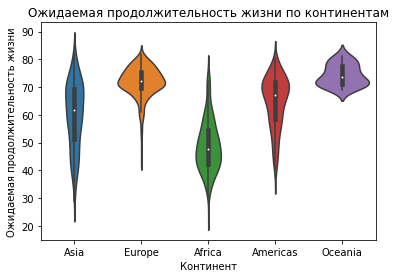 Ожидаемая продолжительность жизни по континентам
Ожидаемая продолжительность жизни
90
80
70
60
50
40
30
20
Asia
Europe
Africa
Americas
Oceania
Континент